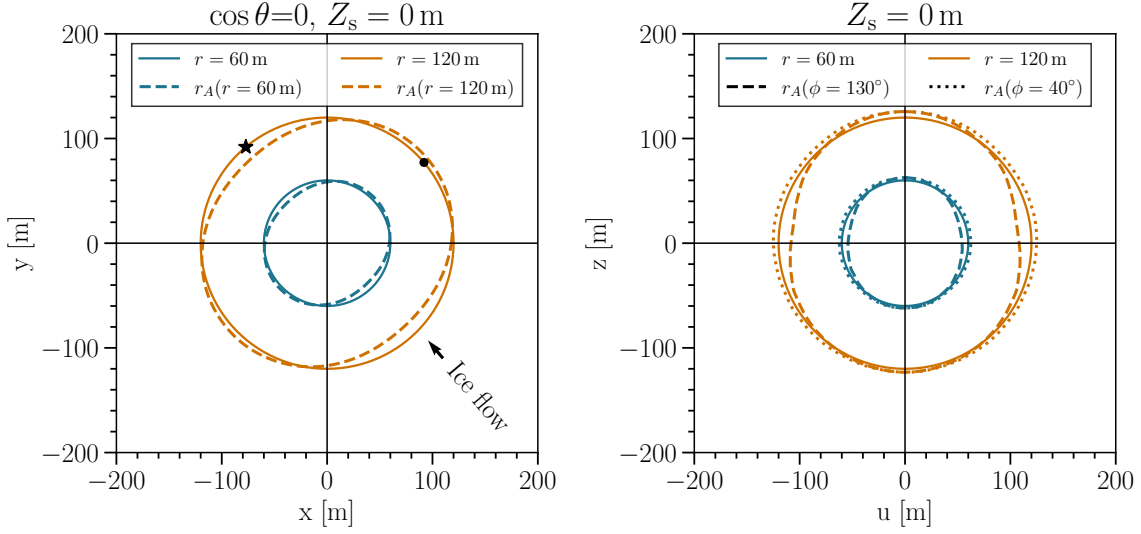 cos θ=0, Z_s = 0 m
200
100
0
−100
−200
y [m]
r = 60 m
r_A(r = 60 m)
r = 120 m
r_A(r = 120 m)
Ice flow
−200 −100 0 100 200
x [m]
Z_s = 0 m
200
100
0
−100
−200
z [m]
r = 60 m
r_A(ϕ = 130°)
r = 120 m
r_A(ϕ = 40°)
−200 −100 0 100 200
u [m]